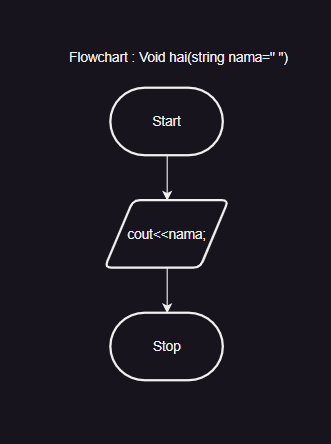 Flowchart : Void hai(string nama=" ")
Start
cout<<nama;
Stop